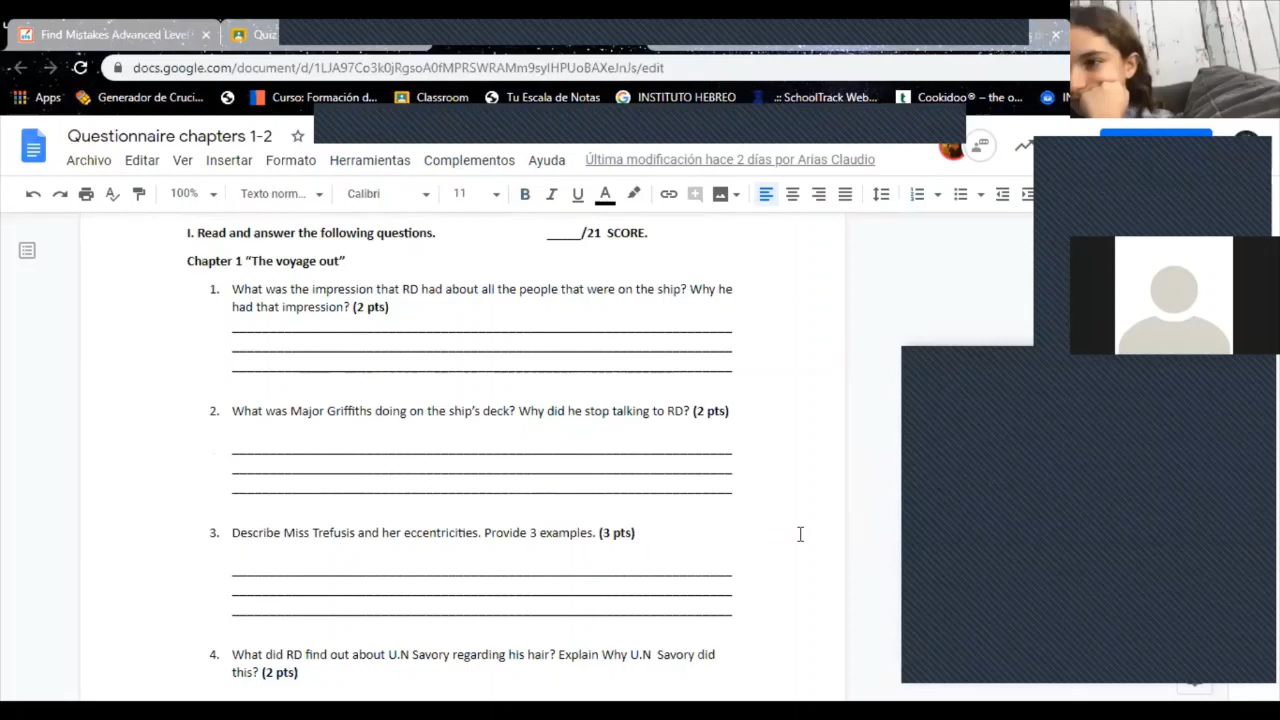 Find Mistakes Advanced Level
Quiz
docs.google.com/document/d/1LJA97Co3k0jRgsoA0fMPRSWRAMm9sylHPUoBAXeJnJs/edit
Apps
Generador de Cruci...
Curso: Formación d...
Classroom
Tu Escala de Notas
INSTITUTO HEBREO
.:: SchoolTrack Web...
Cookidoo® – the o...
Questionnaire chapters 1-2
Archivo Editar Ver Insertar Formato Herramientas Complementos Ayuda Última modificación hace 2 días por Arias Claudio
100% Texto norm... Calibri 11 B I U A
I. Read and answer the following questions. _____/21 SCORE.
Chapter 1 “The voyage out”
1. What was the impression that RD had about all the people that were on the ship? Why he
had that impression? (2 pts)
2. What was Major Griffiths doing on the ship’s deck? Why did he stop talking to RD? (2 pts)
3. Describe Miss Trefusis and her eccentricities. Provide 3 examples. (3 pts)
4. What did RD find out about U.N Savory regarding his hair? Explain Why U.N Savory did
this? (2 pts)